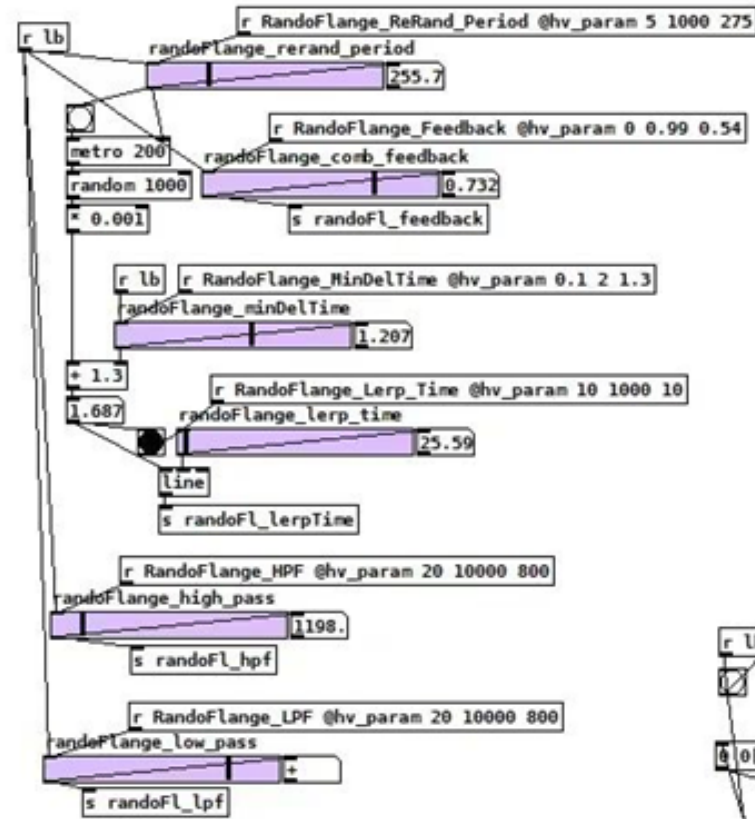 r RandoFlange_ReRand_Period @hv_param 5 1000 275
r lb
randoFlange_rerand_period
255.7
r RandoFlange_Feedback @hv_param 0 0.99 0.54
metro 200
randoFlange_comb_feedback
random 1000
0.732
* 0.001
s randoFl_feedback
r lb
r RandoFlange_MinDelTime @hv_param 0.1 2 1.3
randoFlange_minDelTime
1.207
+ 1.3
r RandoFlange_Lerp_Time @hv_param 10 1000 10
1.687
randoFlange_lerp_time
25.59
line
s randoFl_lerpTime
r RandoFlange_HPF @hv_param 20 10000 800
randoFlange_high_pass
1198.
r l
s randoFl_hpf
r RandoFlange_LPF @hv_param 20 10000 800
randoFlange_low_pass
+
s randoFl_lpf